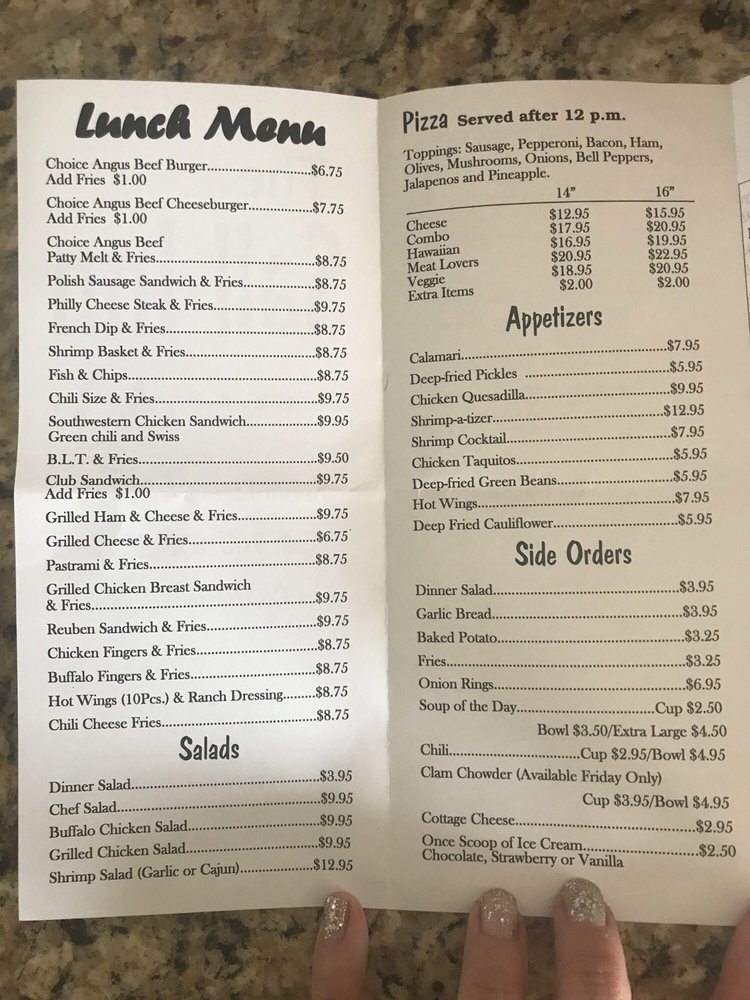 Lunch Menu
Choice Angus Beef Burger....................$6.75
Add Fries $1.00
Choice Angus Beef Cheeseburger.............$7.75
Add Fries $1.00
Choice Angus Beef
Patty Melt & Fries.............................$8.75
Polish Sausage Sandwich & Fries............$8.75
Philly Cheese Steak & Fries...................$9.75
French Dip & Fries............................$8.75
Shrimp Basket & Fries........................$8.75
Fish & Chips...................................$8.75
Chili Size & Fries..............................$9.75
Southwestern Chicken Sandwich............$9.95
Green chili and Swiss
B.L.T. & Fries.................................$9.50
Club Sandwich................................$9.75
Add Fries $1.00
Grilled Ham & Cheese & Fries...............$9.75
Grilled Cheese & Fries.......................$6.75
Pastrami & Fries..............................$8.75
Grilled Chicken Breast Sandwich
& Fries.........................................$9.75
Reuben Sandwich & Fries....................$9.75
Chicken Fingers & Fries......................$8.75
Buffalo Fingers & Fries.......................$8.75
Hot Wings (10Pcs.) & Ranch Dressing.......$8.75
Chili Cheese Fries.............................$8.75
Salads
Dinner Salad...................................$3.95
Chef Salad.....................................$9.95
Buffalo Chicken Salad........................$9.95
Grilled Chicken Salad.........................$9.95
Shrimp Salad (Garlic or Cajun)..............$12.95
Pizza Served after 12 p.m.
Toppings: Sausage, Pepperoni, Bacon, Ham,
Olives, Mushrooms, Onions, Bell Peppers,
Jalapenos and Pineapple.
14" 16"
Cheese $12.95 $15.95
Combo $17.95 $20.95
Hawaiian $16.95 $19.95
Meat Lovers $20.95 $22.95
Veggie $18.95 $20.95
Extra Items $2.00 $2.00
Appetizers
Calamari.......................................$7.95
Deep-fried Pickles ...........................$5.95
Chicken Quesadilla...........................$9.95
Shrimp-a-tizer................................$12.95
Shrimp Cocktail...............................$7.95
Chicken Taquitos..............................$5.95
Deep-fried Green Beans......................$5.95
Hot Wings......................................$7.95
Deep Fried Cauliflower.......................$5.95
Side Orders
Dinner Salad...................................$3.95
Garlic Bread...................................$3.95
Baked Potato..................................$3.25
Fries...........................................$3.25
Onion Rings...................................$6.95
Soup of the Day..........................Cup $2.50
Bowl $3.50/Extra Large $4.50
Chili.........................Cup $2.95/Bowl $4.95
Clam Chowder (Available Friday Only)
Cup $3.95/Bowl $4.95
Cottage Cheese................................$2.95
Once Scoop of Ice Cream.....................$2.50
Chocolate, Strawberry or Vanilla